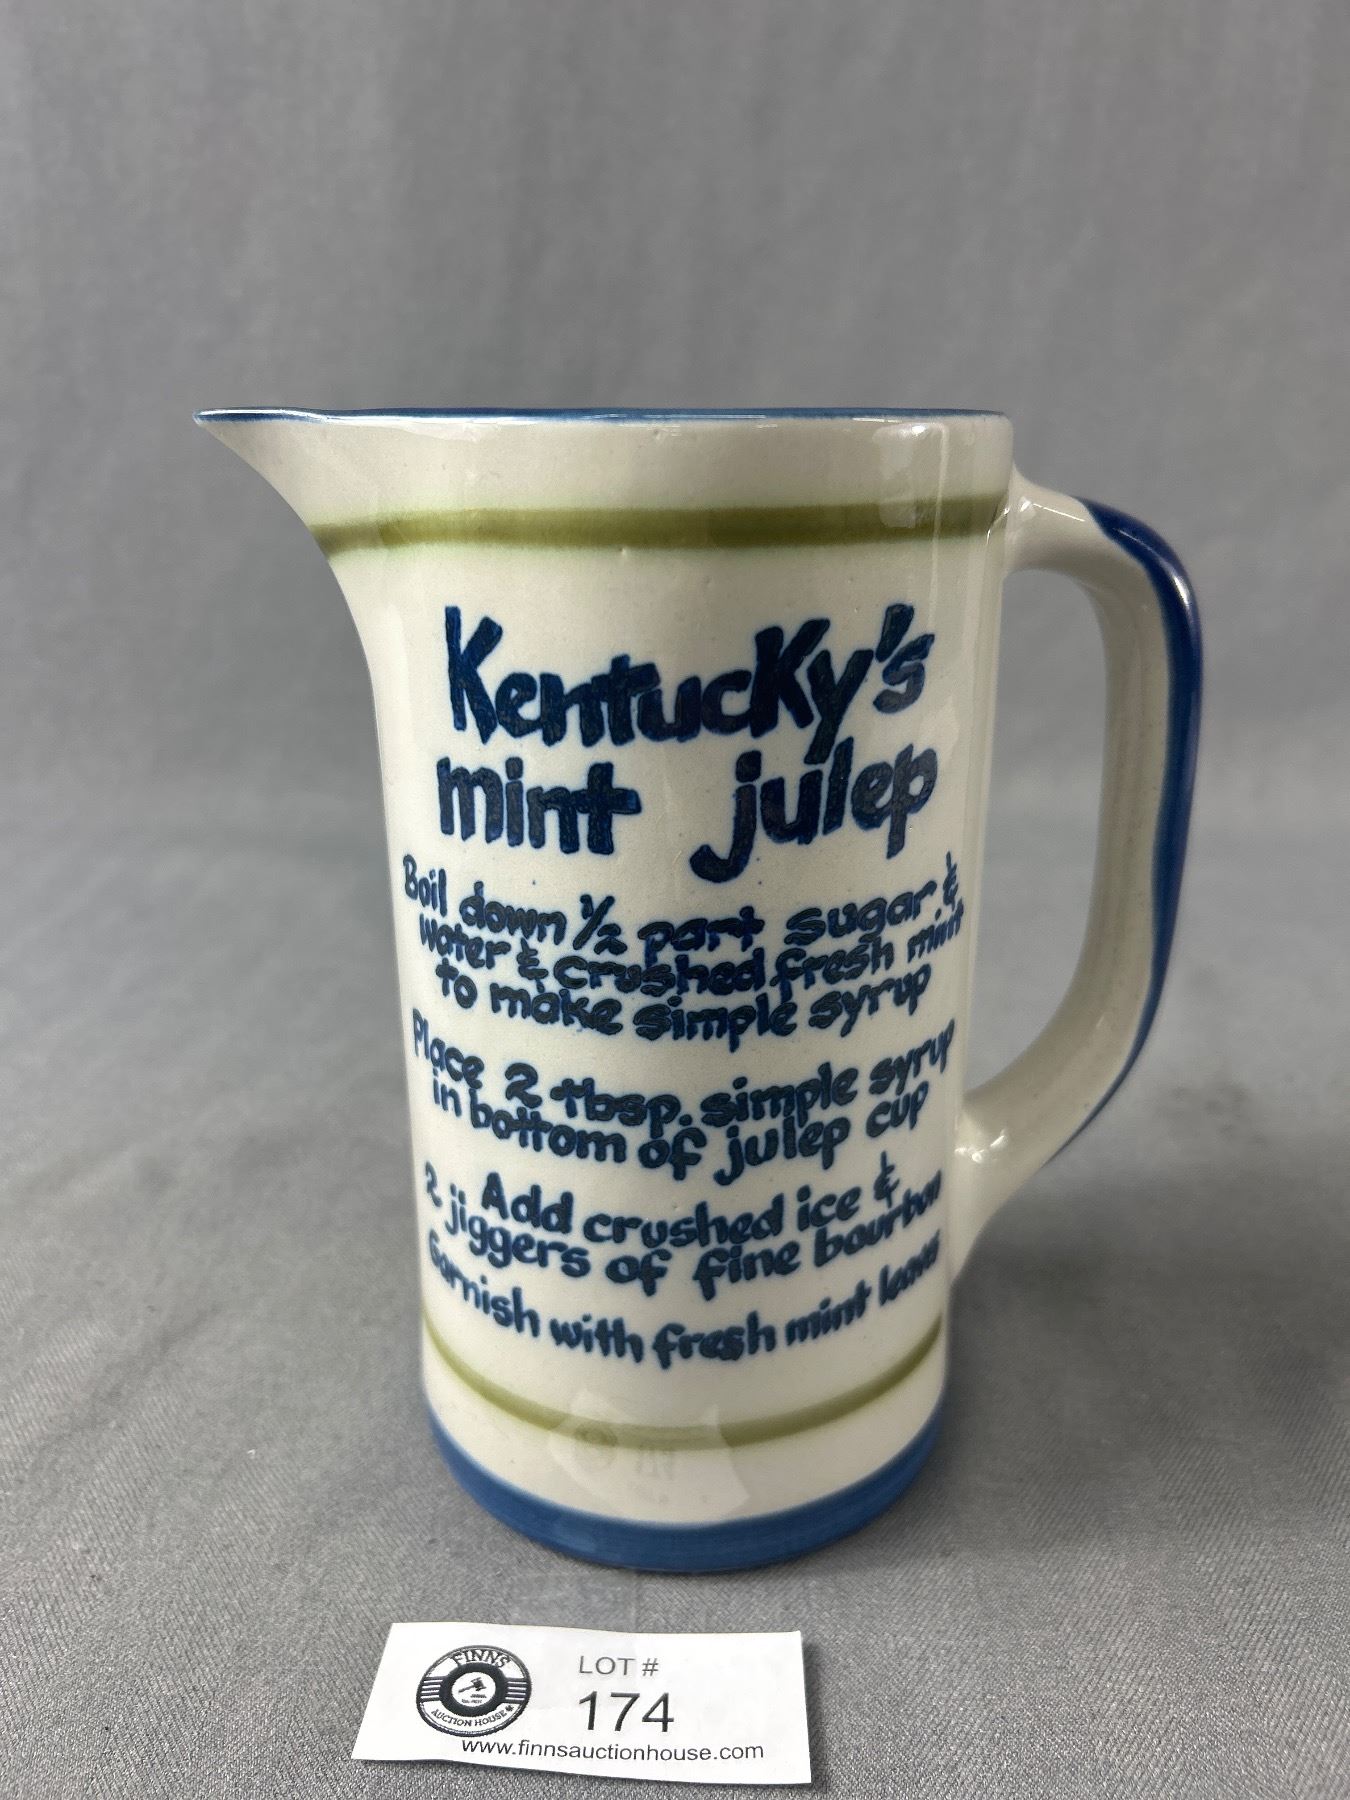 Kentucky's
mint julep
Boil down 1/2 part sugar &
water & crushed fresh mint
to make simple syrup
Place 2 tbsp. simple syrup
in bottom of julep cup
Add crushed ice &
2 jiggers of fine bourbon
Garnish with fresh mint leaves
FINNS
AUCTION HOUSE
LOT #
174
www.finnsauctionhouse.com